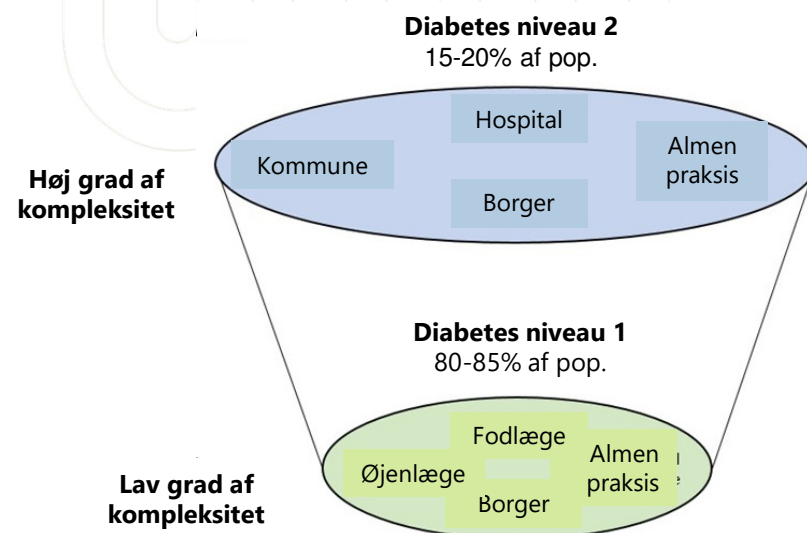 Diabetes niveau 2
15-20% af pop.
Hospital
Kommune
Almen
praksis
Borger
Høj grad af
kompleksitet
Diabetes niveau 1
80-85% af pop.
Fodlæge
Øjenlæge
Almen
praksis
Borger
Lav grad af
kompleksitet